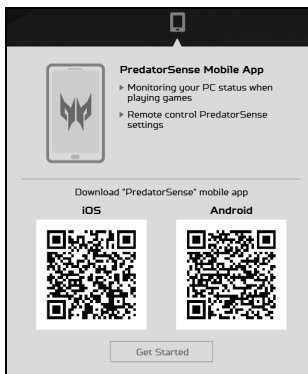 PredatorSense Mobile App
Monitoring your PC status when
playing games
Remote control PredatorSense
settings
Download "PredatorSense" mobile app
iOS
Android
Get Started